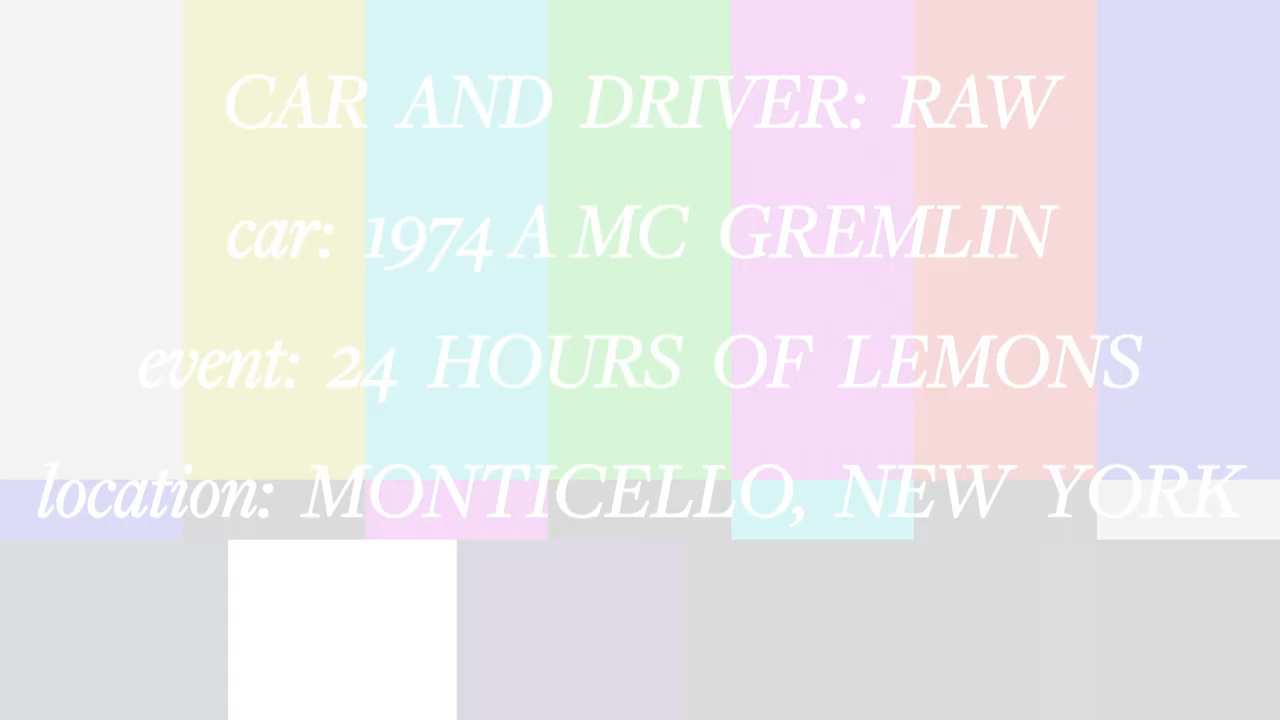 CAR AND DRIVER: RAW
car: 1974 AMC GREMLIN
event: 24 HOURS OF LEMONS
location: MONTICELLO, NEW YORK